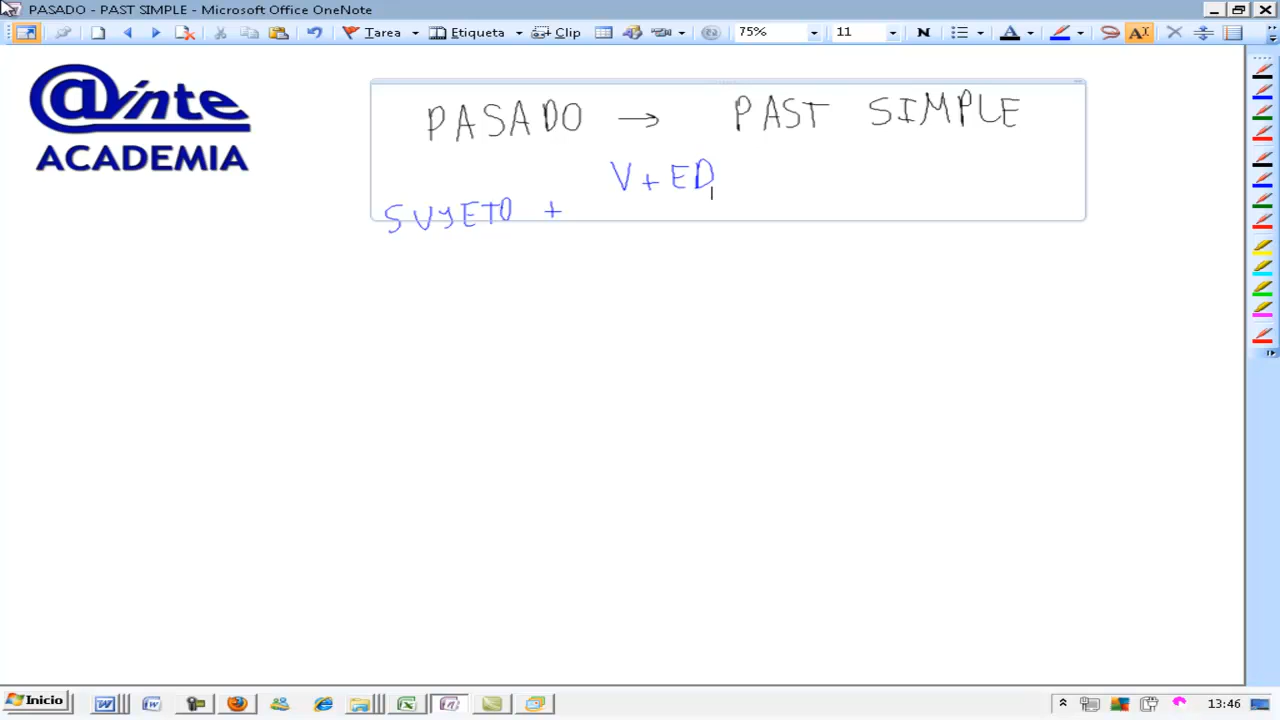 PASADO - PAST SIMPLE - Microsoft Office OneNote
Tarea Etiqueta Clip 75% 11 N A A
@inte
ACADEMIA
PASADO → PAST SIMPLE
V + ED
SUYETO +
Inicio 13:46